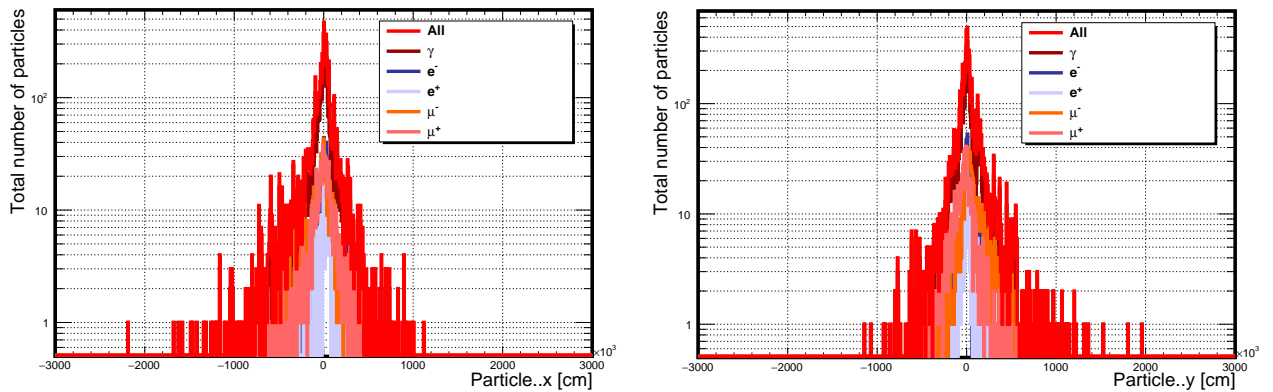 Total number of particles
10²
10
1
All
γ
e⁻
e⁺
μ⁻
μ⁺
−3000 −2000 −1000 0 1000 2000 3000
×10³
Particle..x [cm]
Total number of particles
10²
10
1
All
γ
e⁻
e⁺
μ⁻
μ⁺
−3000 −2000 −1000 0 1000 2000 3000
×10³
Particle..y [cm]